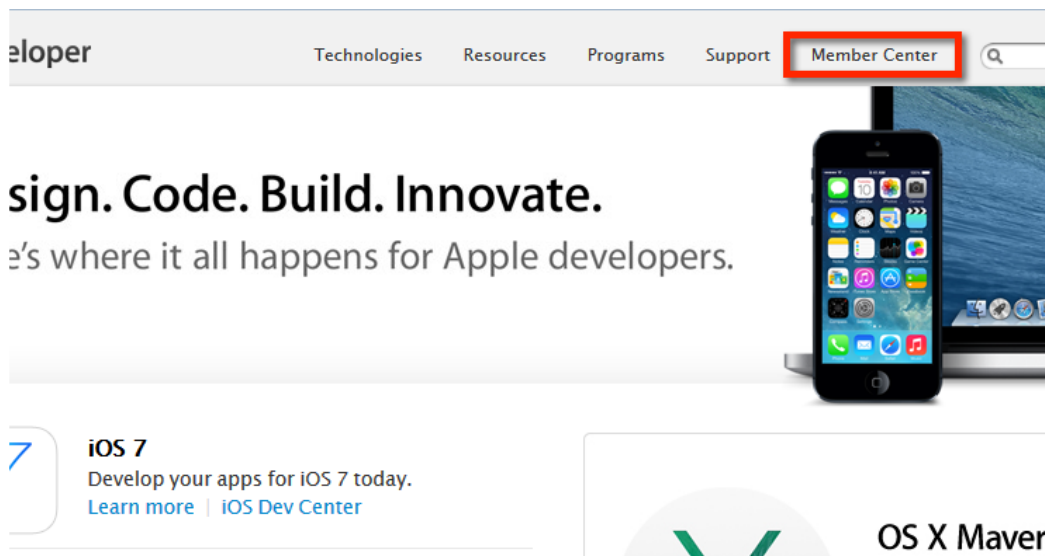 eloper
Technologies Resources Programs Support Member Center
sign. Code. Build. Innovate.
e's where it all happens for Apple developers.
iOS 7
Develop your apps for iOS 7 today.
Learn more | iOS Dev Center
7
OS X Maver